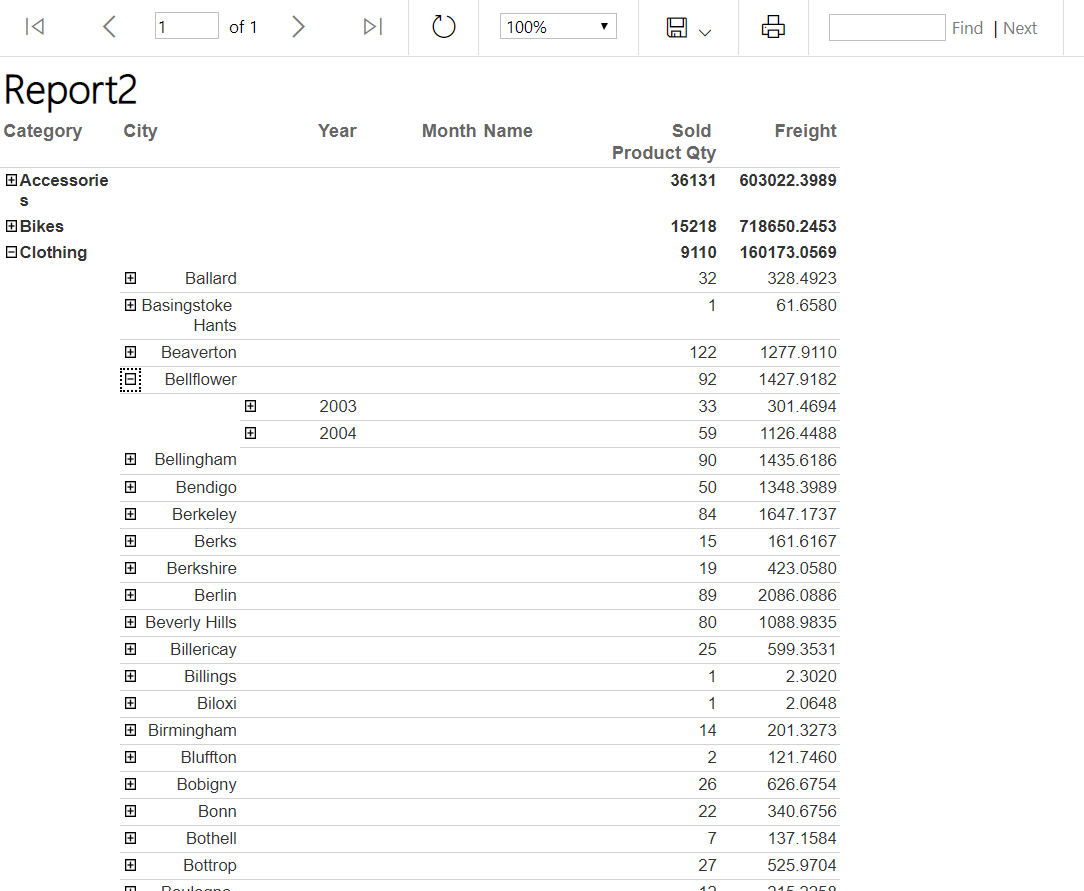 1 of 1 100% Find | Next
Report2
Category City Year Month Name Sold Product Qty Freight
Accessories 36131 603022.3989
Bikes 15218 718650.2453
Clothing 9110 160173.0569
Ballard 32 328.4923
Basingstoke Hants 1 61.6580
Beaverton 122 1277.9110
Bellflower 92 1427.9182
2003 33 301.4694
2004 59 1126.4488
Bellingham 90 1435.6186
Bendigo 50 1348.3989
Berkeley 84 1647.1737
Berks 15 161.6167
Berkshire 19 423.0580
Berlin 89 2086.0886
Beverly Hills 80 1088.9835
Billericay 25 599.3531
Billings 1 2.3020
Biloxi 1 2.0648
Birmingham 14 201.3273
Bluffton 2 121.7460
Bobigny 26 626.6754
Bonn 22 340.6756
Bothell 7 137.1584
Bottrop 27 525.9704